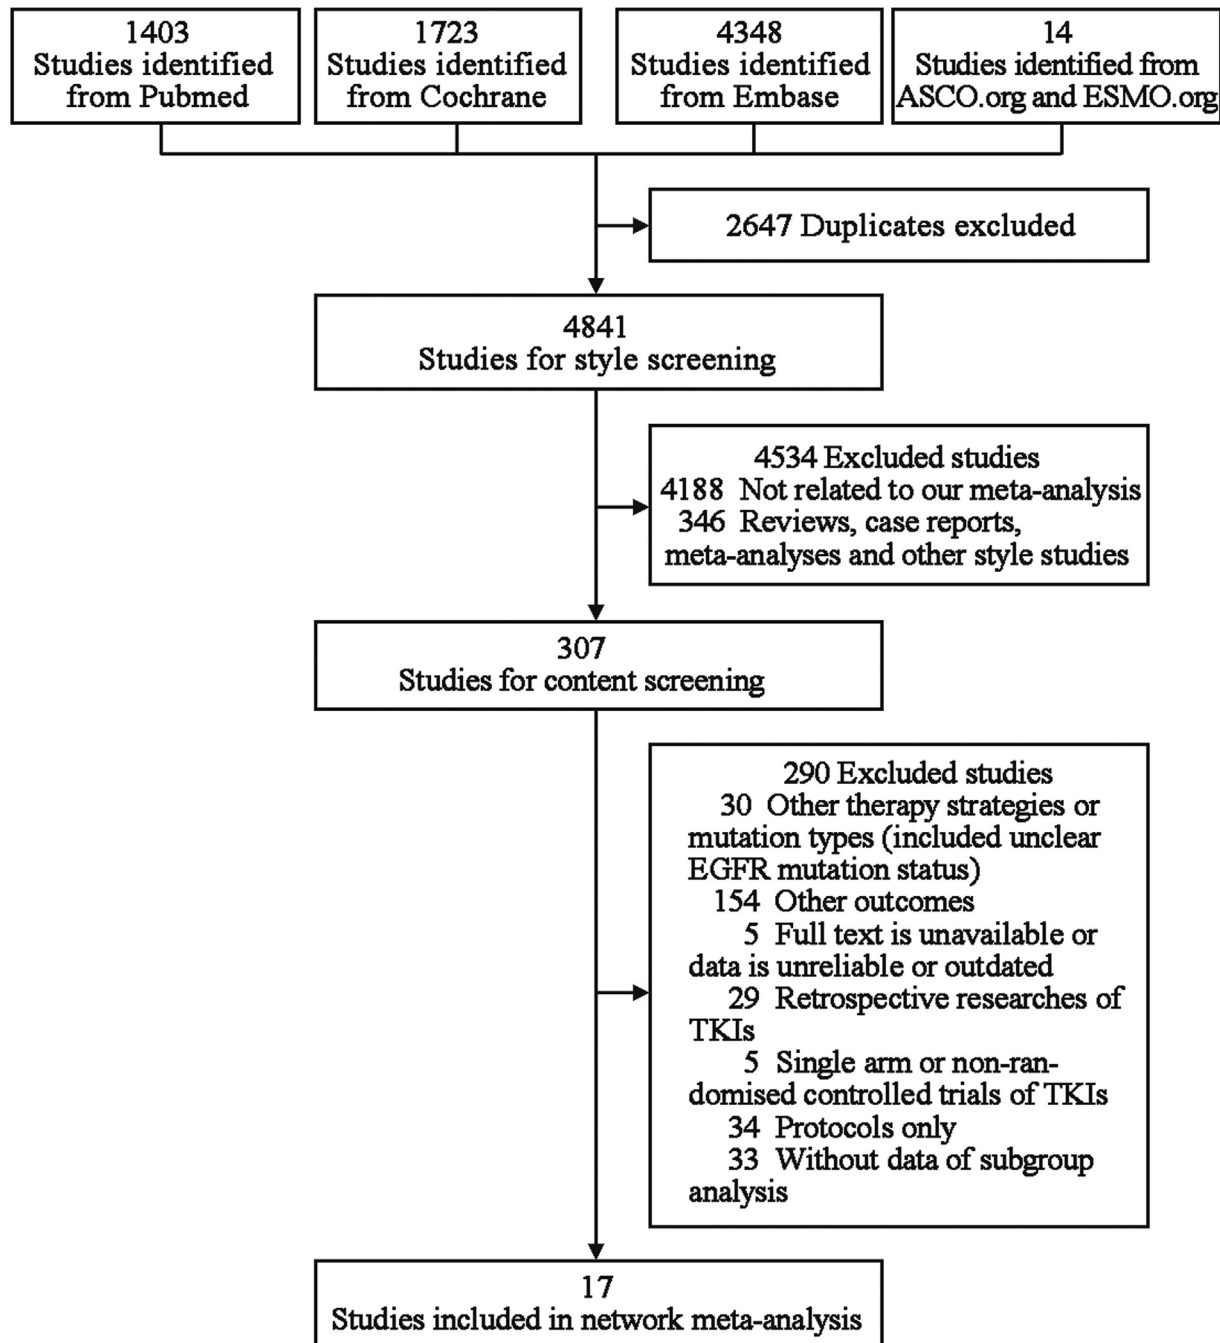 1403
Studies identified
from Pubmed
1723
Studies identified
from Cochrane
4348
Studies identified
from Embase
14
Studies identified from
ASCO.org and ESMO.org
2647 Duplicates excluded
4841
Studies for style screening
4534 Excluded studies
4188 Not related to our meta-analysis
346 Reviews, case reports,
meta-analyses and other style studies
307
Studies for content screening
290 Excluded studies
30 Other therapy strategies or
mutation types (included unclear
EGFR mutation status)
154 Other outcomes
5 Full text is unavailable or
data is unreliable or outdated
29 Retrospective researches of
TKIs
5 Single arm or non-ran-
domised controlled trials of TKIs
34 Protocols only
33 Without data of subgroup
analysis
17
Studies included in network meta-analysis